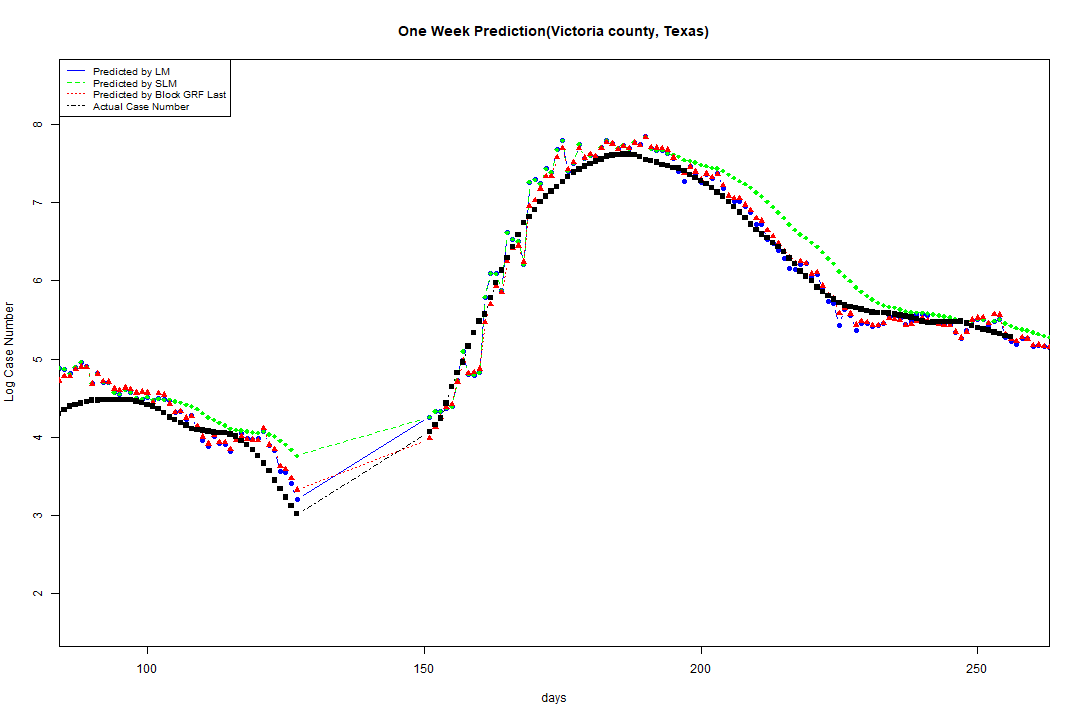 One Week Prediction(Victoria county, Texas)
Predicted by LM
Predicted by SLM
Predicted by Block GRF Last
Actual Case Number
8
7
6
5
4
3
2
Log Case Number
100 150 200 250
days